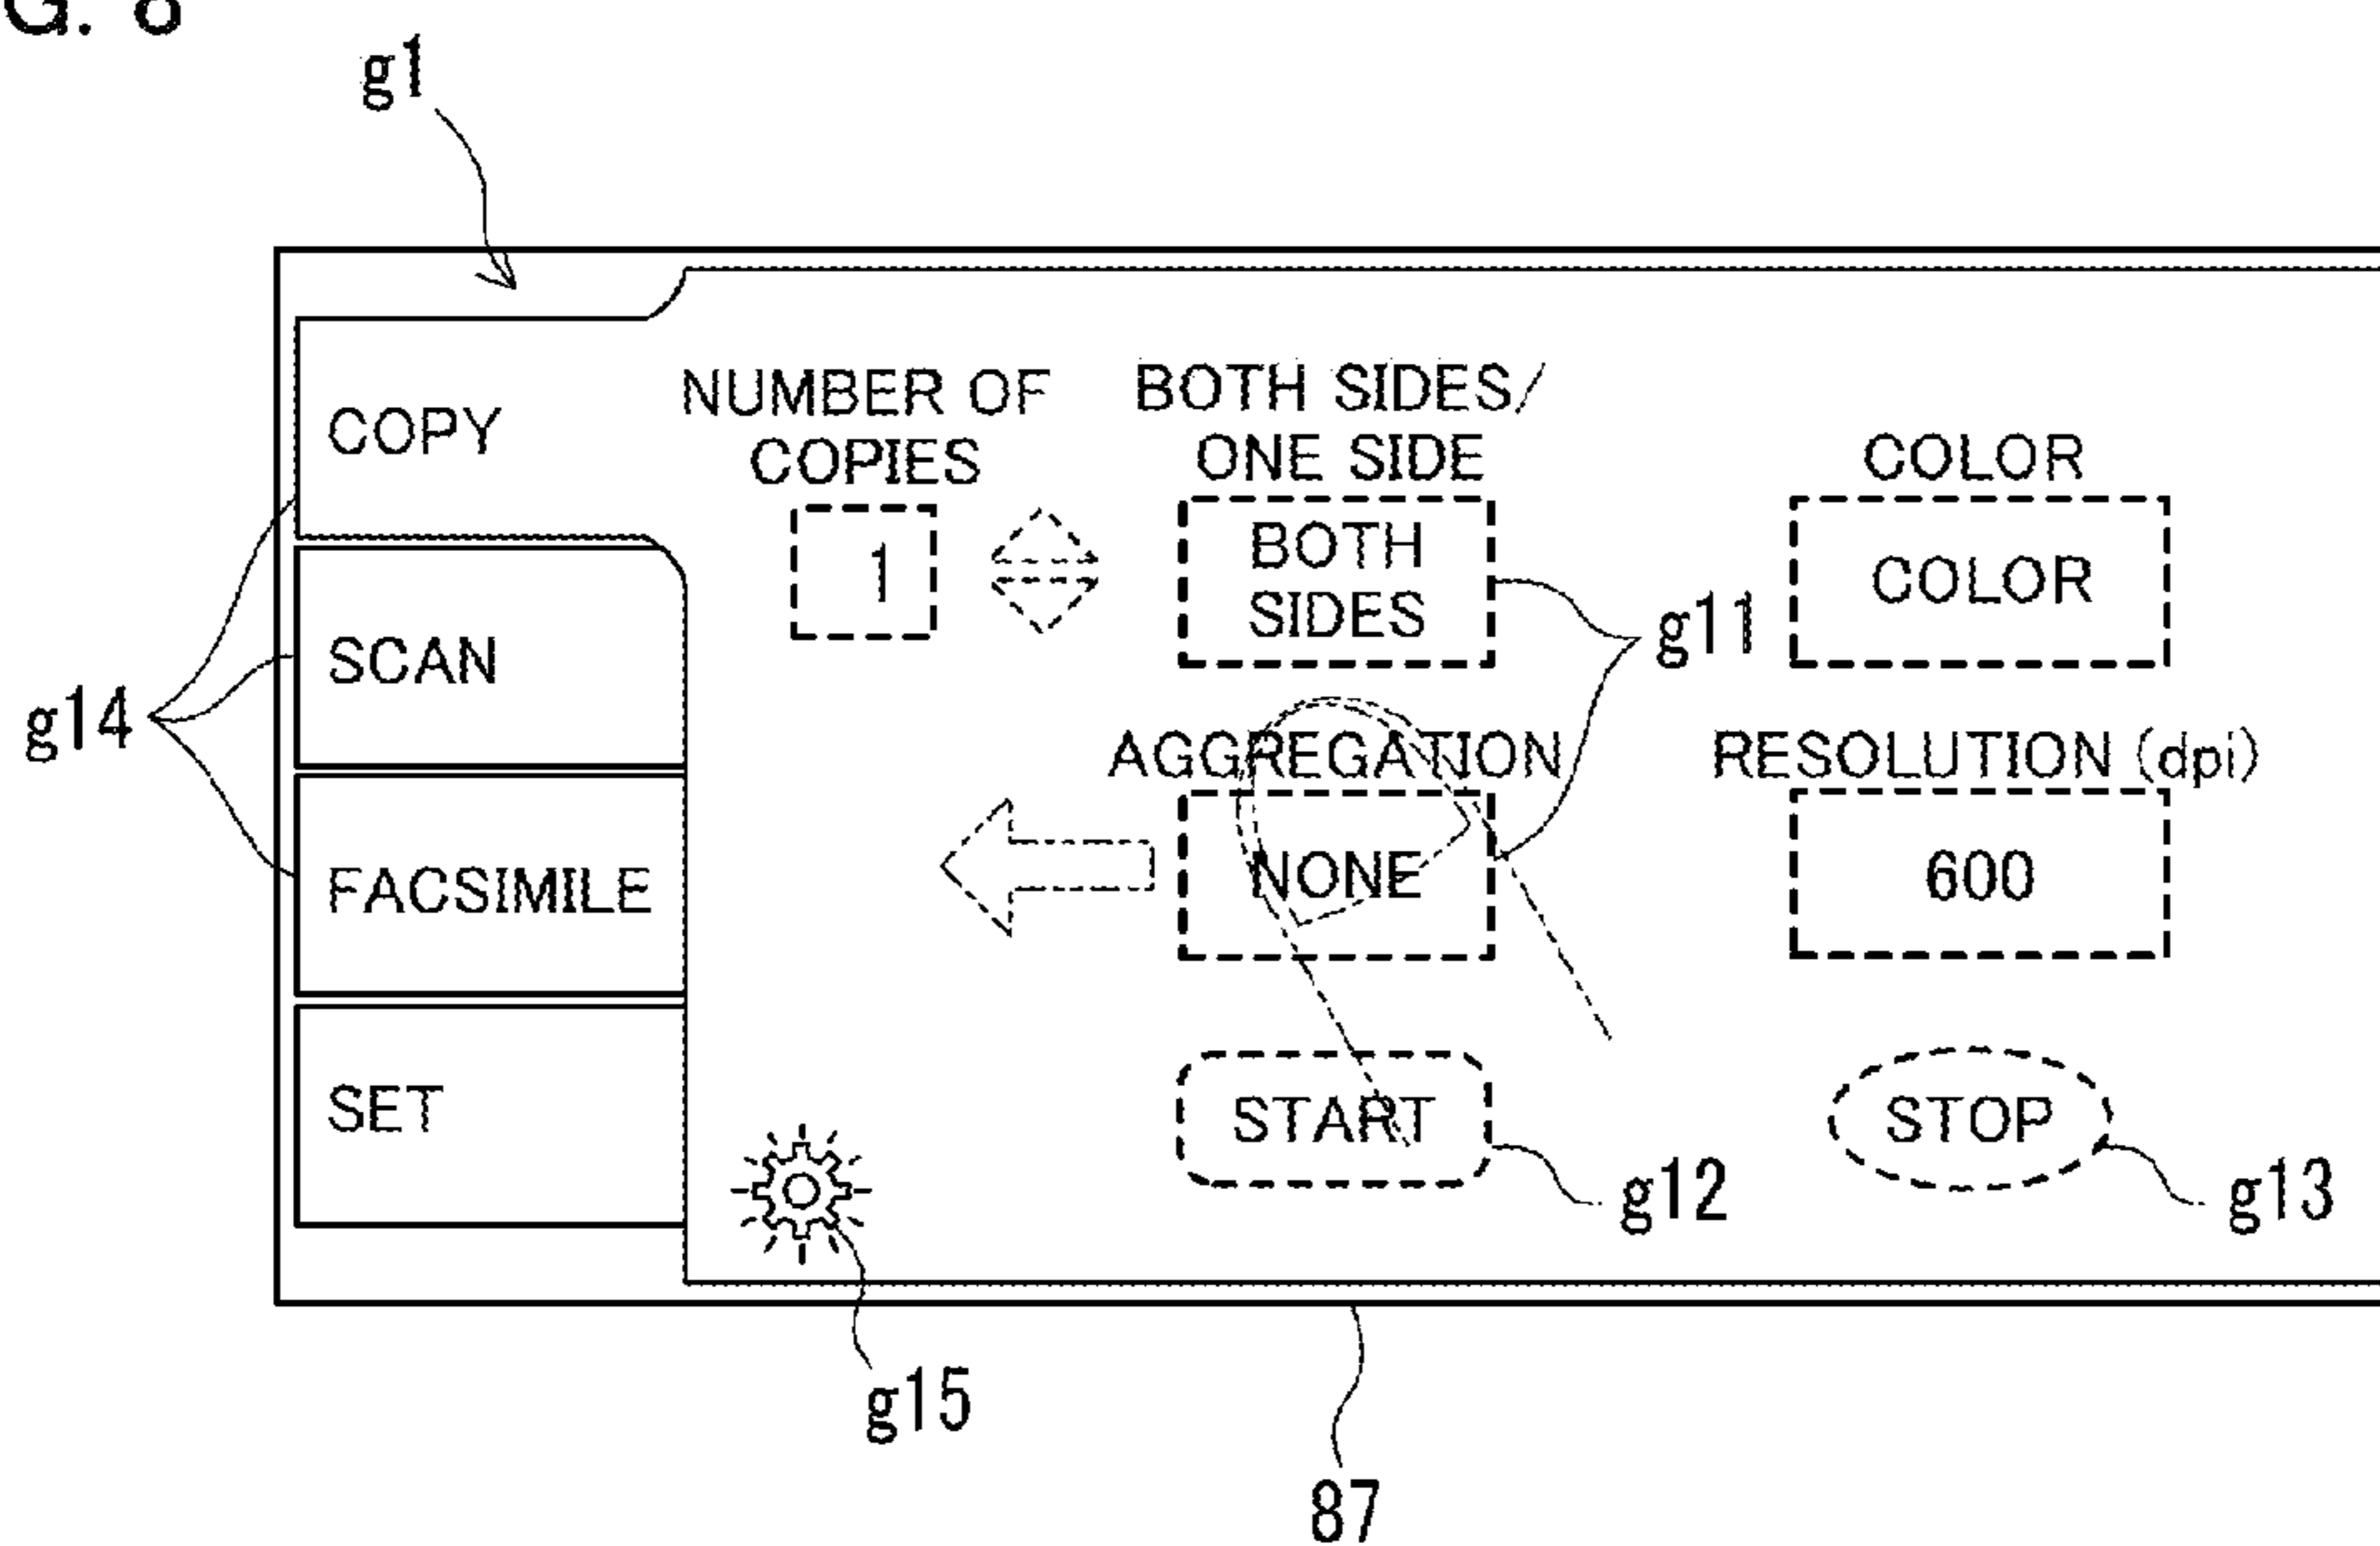 G. 8
g1
NUMBER OF
COPIES
1
BOTH SIDES/
ONE SIDE
BOTH
SIDES
COLOR
COLOR
COPY
SCAN
FACSIMILE
SET
g14
g11
AGGREGATION
NONE
RESOLUTION (dpi)
600
START
STOP
g12
g13
g15
87